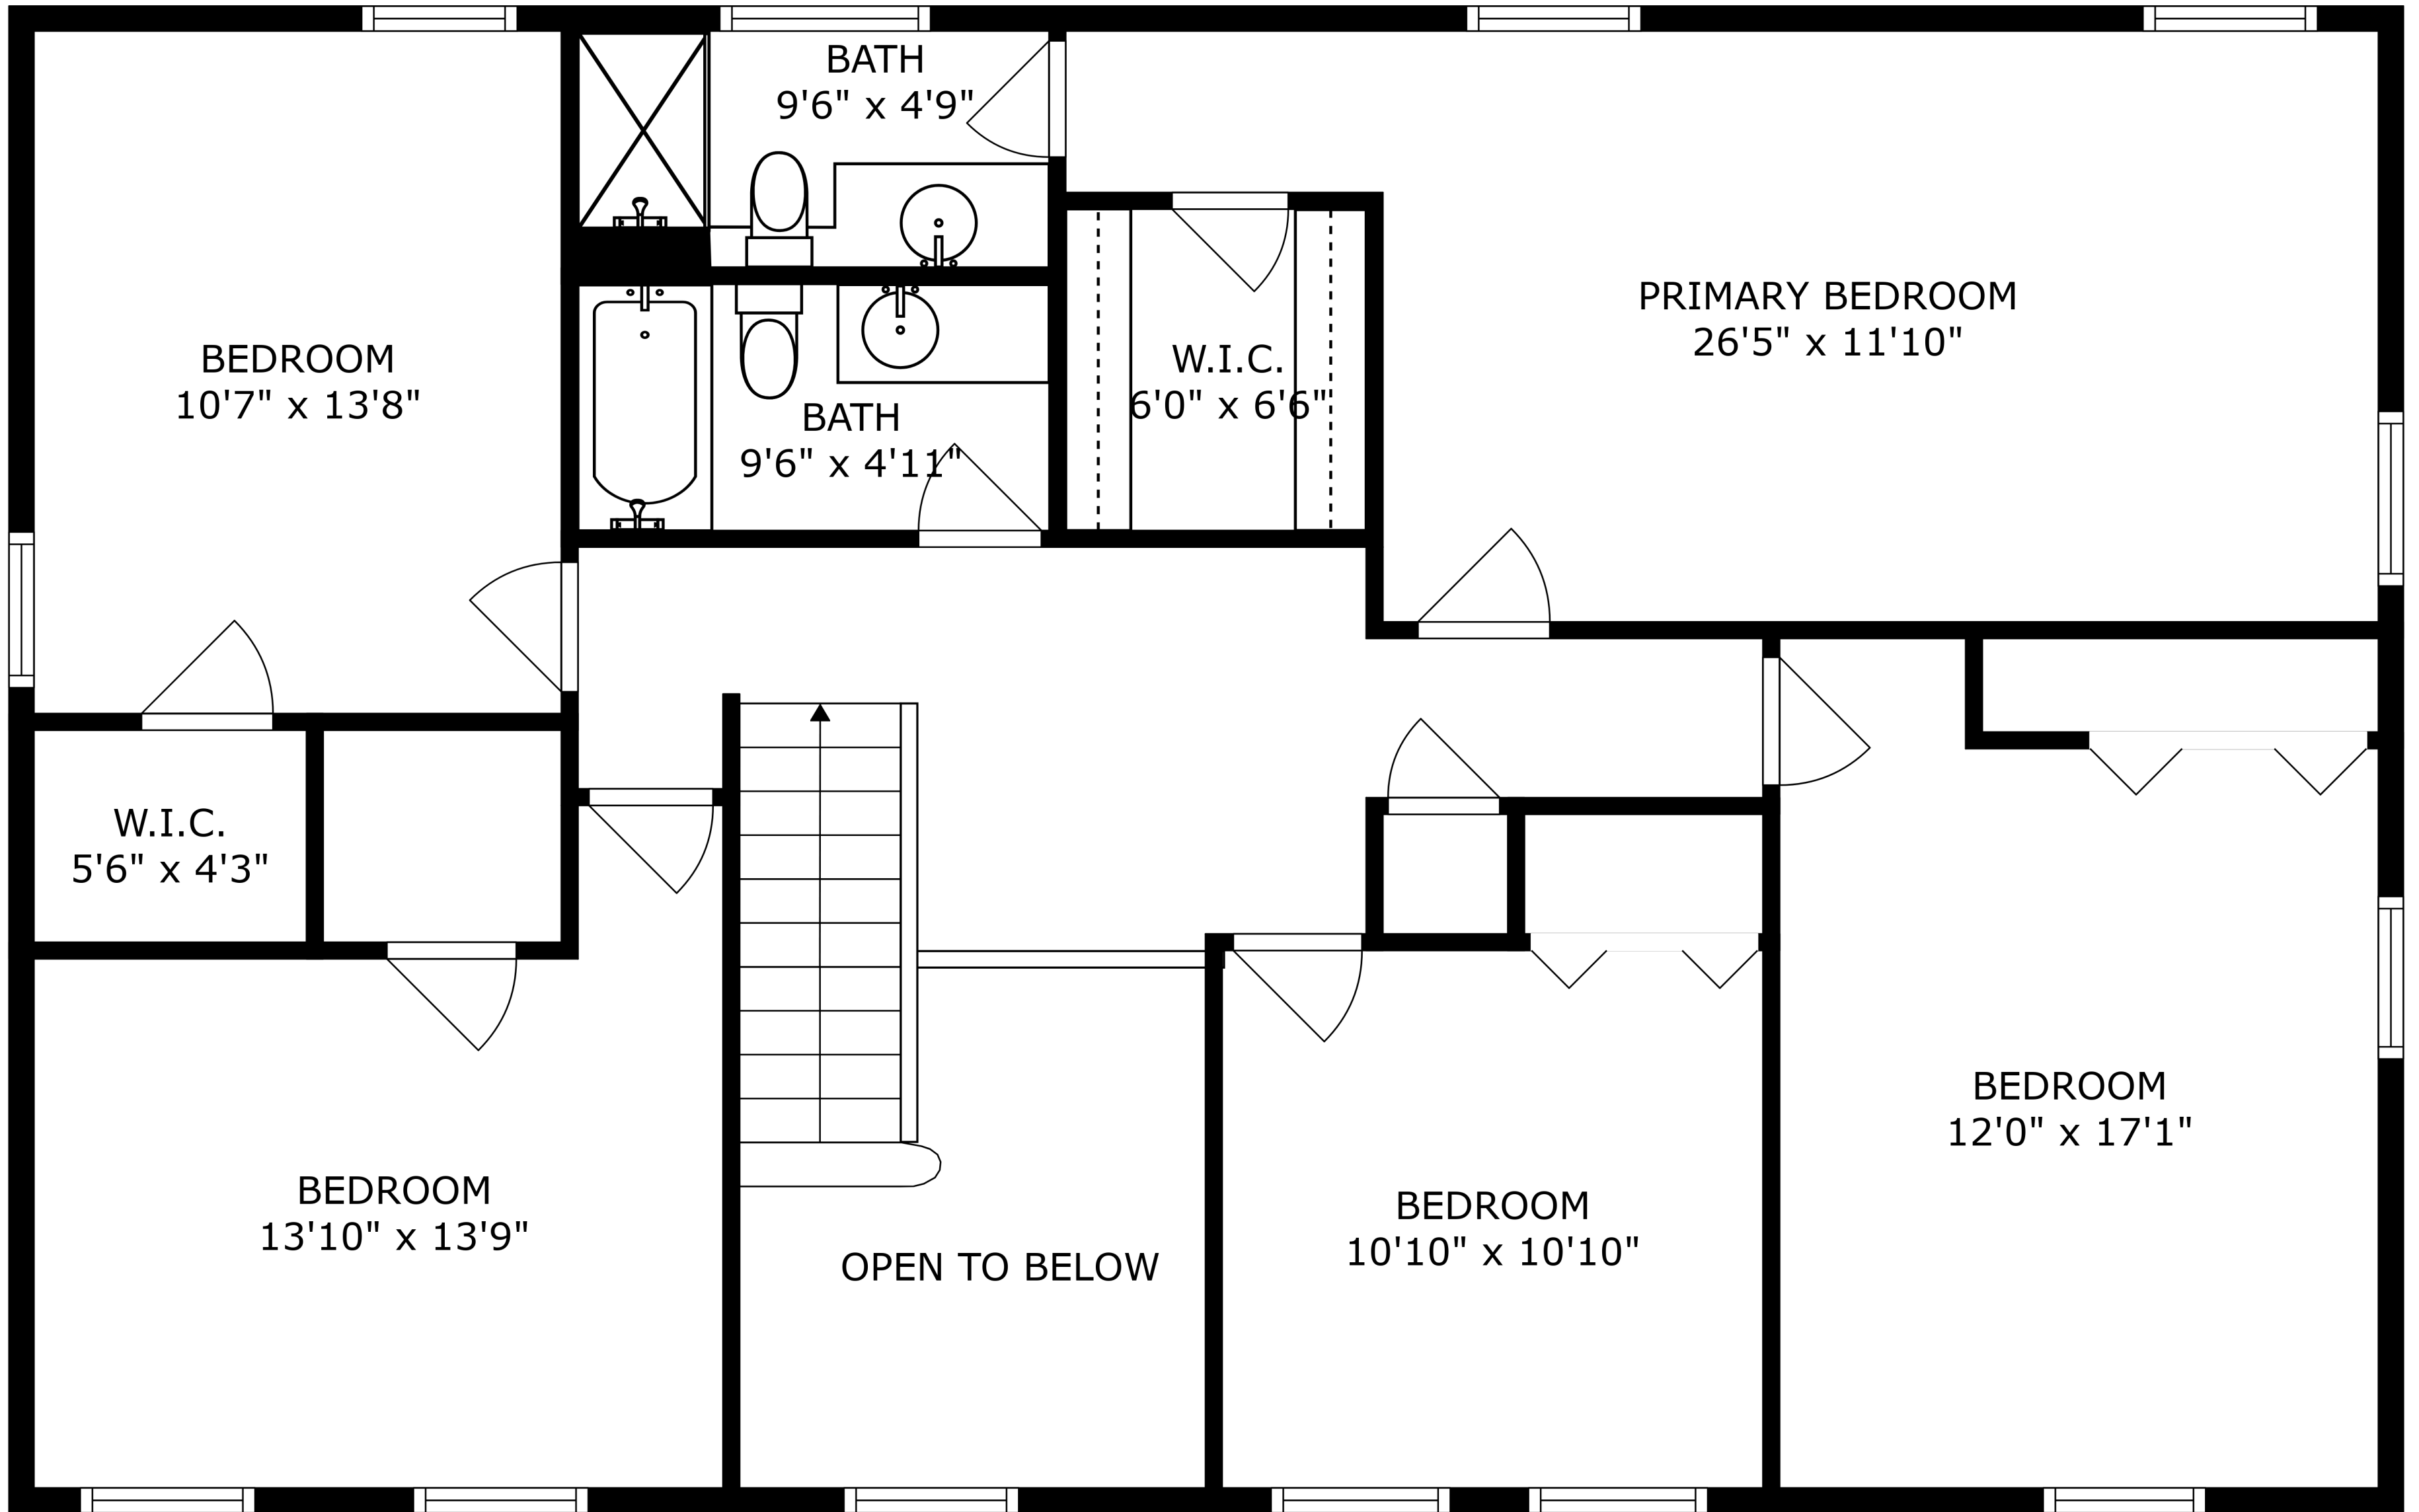 BATH
9'6" x 4'9"
PRIMARY BEDROOM
26'5" x 11'10"
BEDROOM
10'7" x 13'8"
W.I.C.
6'0" x 6'6"
BATH
9'6" x 4'11"
W.I.C.
5'6" x 4'3"
BEDROOM
12'0" x 17'1"
BEDROOM
13'10" x 13'9"
BEDROOM
10'10" x 10'10"
OPEN TO BELOW